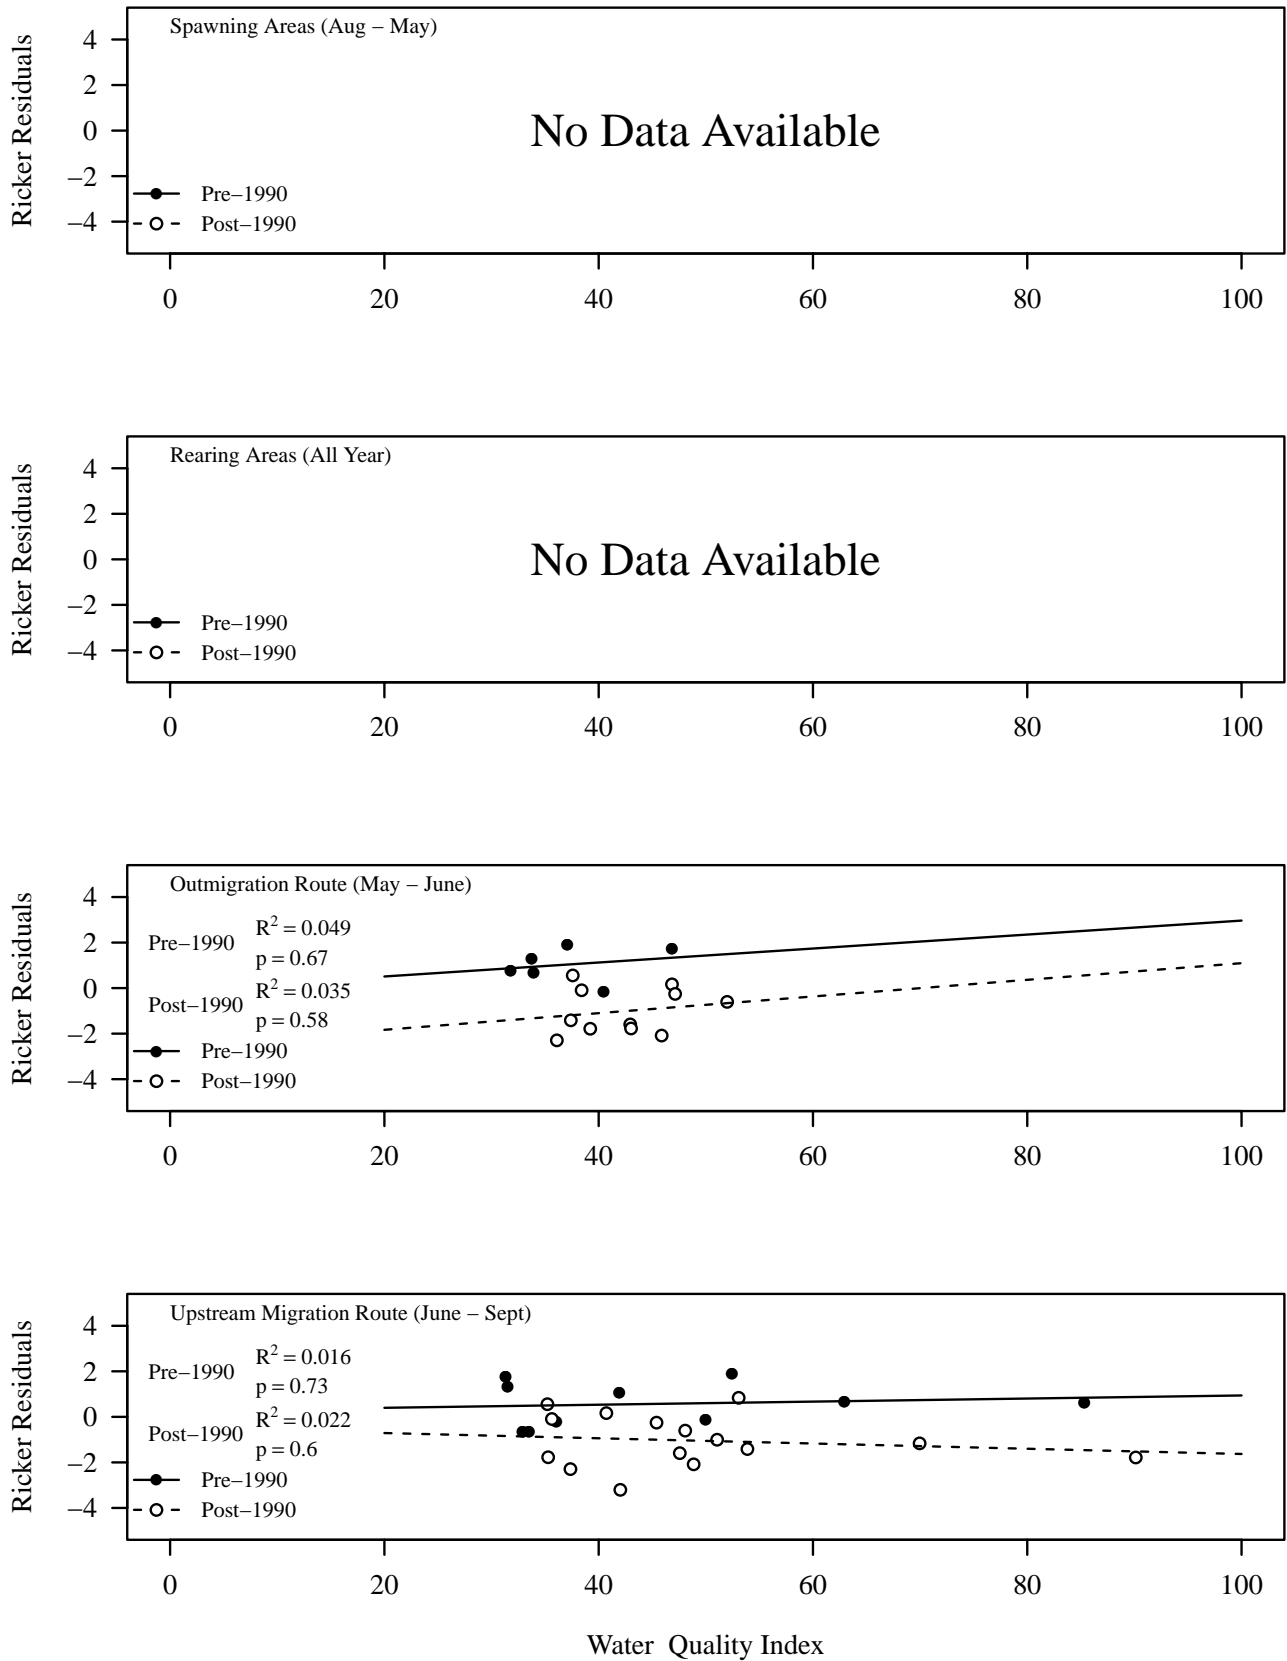 Spawning Areas (Aug – May)
Ricker Residuals
4
2
0
−2
−4
No Data Available
Pre−1990
Post−1990
0 20 40 60 80 100
Rearing Areas (All Year)
Ricker Residuals
4
2
0
−2
−4
No Data Available
Pre−1990
Post−1990
0 20 40 60 80 100
Outmigration Route (May – June)
Ricker Residuals
4
2
0
−2
−4
Pre−1990
R² = 0.049
p = 0.67
Post−1990
R² = 0.035
p = 0.58
Pre−1990
Post−1990
0 20 40 60 80 100
Upstream Migration Route (June – Sept)
Ricker Residuals
4
2
0
−2
−4
Pre−1990
R² = 0.016
p = 0.73
Post−1990
R² = 0.022
p = 0.6
Pre−1990
Post−1990
0 20 40 60 80 100
Water Quality Index